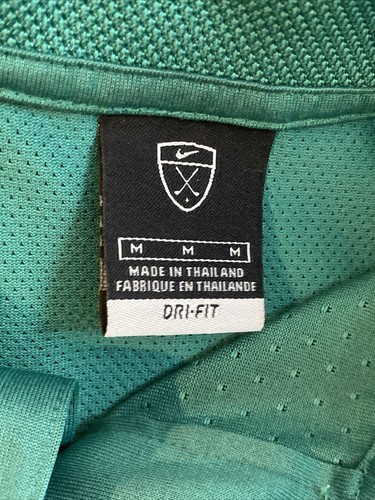 M M M
MADE IN THAILAND
FABRIQUE EN THAILANDE
DRI-FIT